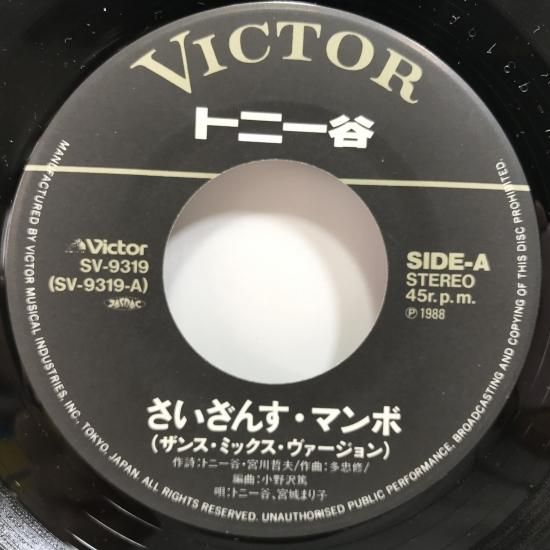 VICTOR
トニー谷
Victor
SV-9319
(SV-9319-A)
JASRAC
SIDE-A
STEREO
45r.p.m.
Ⓟ 1988
さいざんす・マンボ
(ザンス・ミックス・ヴァージョン)
作詩:トニー谷・宮川哲夫/作曲:多忠修/
編曲:小野沢篤
唄:トニー谷、宮城まり子
MANUFACTURED BY VICTOR MUSICAL INDUSTRIES, INC., TOKYO, JAPAN. ALL RIGHTS RESERVED. UNAUTHORISED PUBLIC PERFORMANCE, BROADCASTING AND COPYING OF THIS DISC PROHIBITED.